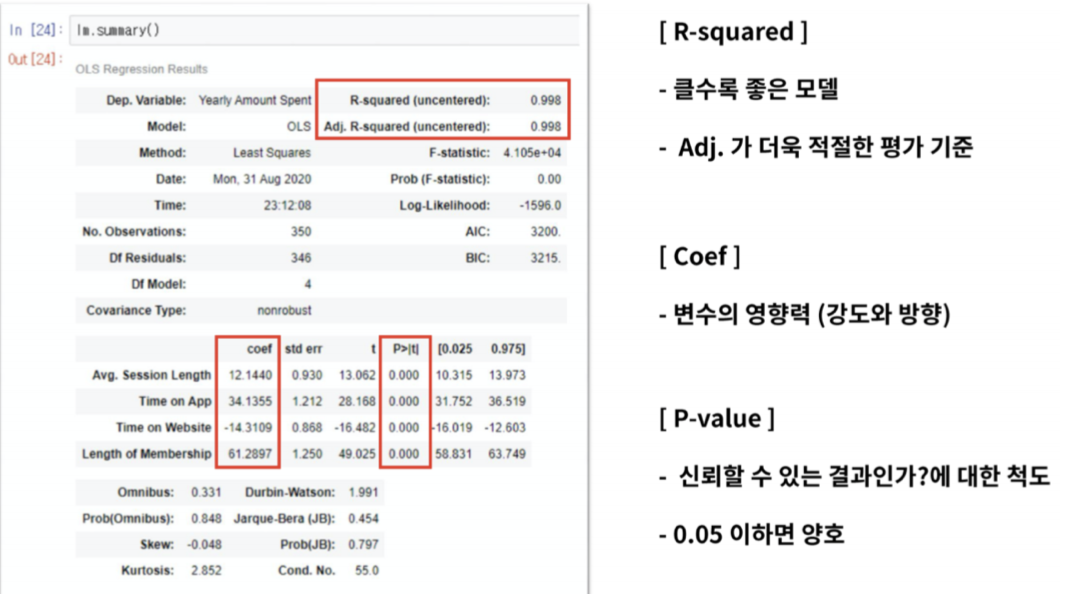 In [24]: lm.summary()
Out[24]:
OLS Regression Results
Dep. Variable: Yearly Amount Spent R-squared (uncentered): 0.998
Model: OLS Adj. R-squared (uncentered): 0.998
Method: Least Squares F-statistic: 4.105e+04
Date: Mon, 31 Aug 2020 Prob (F-statistic): 0.00
Time: 23:12:08 Log-Likelihood: -1596.0
No. Observations: 350 AIC: 3200.
Df Residuals: 346 BIC: 3215.
Df Model: 4
Covariance Type: nonrobust
coef std err t P>|t| [0.025 0.975]
Avg. Session Length 12.1440 0.930 13.062 0.000 10.315 13.973
Time on App 34.1355 1.212 28.168 0.000 31.752 36.519
Time on Website -14.3109 0.868 -16.482 0.000 -16.019 -12.603
Length of Membership 61.2897 1.250 49.025 0.000 58.831 63.749
Omnibus: 0.331 Durbin-Watson: 1.991
Prob(Omnibus): 0.848 Jarque-Bera (JB): 0.454
Skew: -0.048 Prob(JB): 0.797
Kurtosis: 2.852 Cond. No. 55.0
[ R-squared ]
- 클수록 좋은 모델
- Adj. 가 더욱 적절한 평가 기준
[ Coef ]
- 변수의 영향력 (강도와 방향)
[ P-value ]
- 신뢰할 수 있는 결과인가?에 대한 척도
- 0.05 이하면 양호